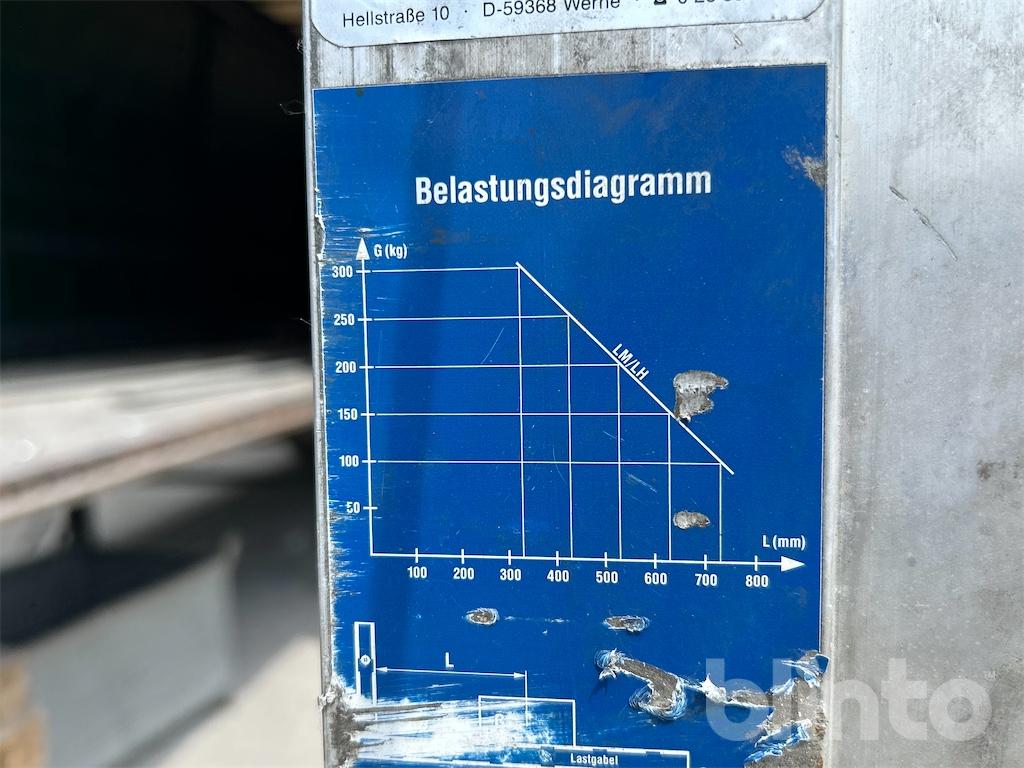 Hellstraße 10 · D-59368 Werne ·
Belastungsdiagramm
G (kg)
300
250
200
150
100
50
LM/LH
L (mm)
100 200 300 400 500 600 700 800
L
G
Lastgabel
blinto